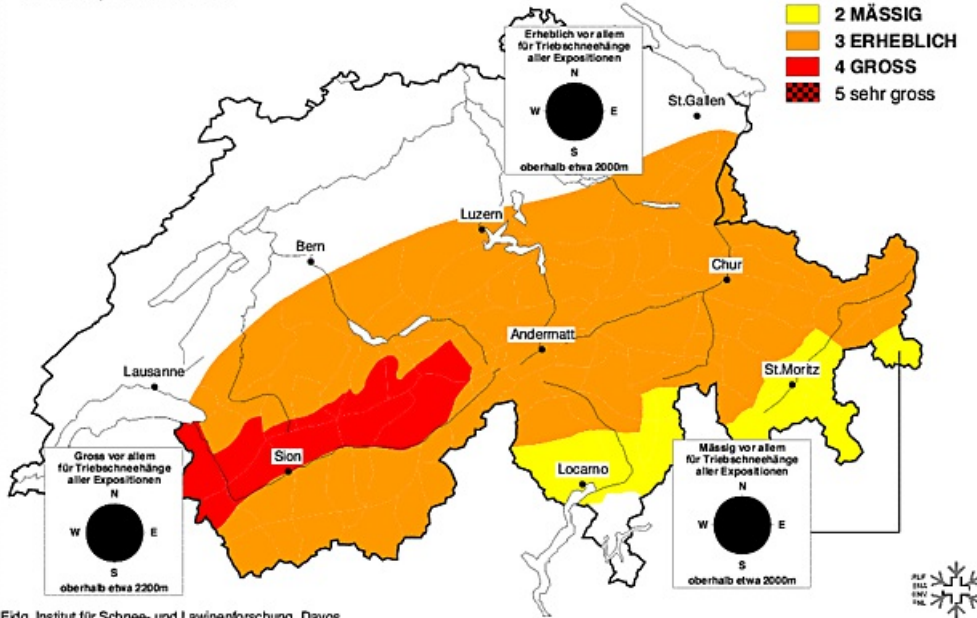 2 MÄSSIG
3 ERHEBLICH
4 GROSS
5 sehr gross
Erheblich vor allem
für Triebschneehänge
aller Expositionen
N
W E
S
oberhalb etwa 2000m
St.Gallen
Luzern
Bern
Chur
Andermatt
Lausanne
St.Moritz
Sion
Locarno
Gross vor allem
für Triebschneehänge
aller Expositionen
N
W E
S
oberhalb etwa 2200m
Mässig vor allem
für Triebschneehänge
aller Expositionen
N
W E
S
oberhalb etwa 2000m
Eidg. Institut für Schnee- und Lawinenforschung, Davos